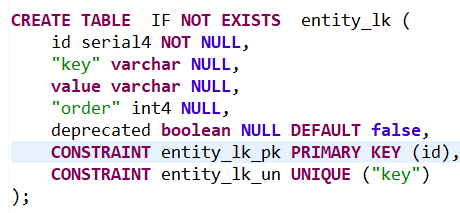 CREATE TABLE  IF NOT EXISTS  entity_lk (
    id serial4 NOT NULL,
    "key" varchar NULL,
    value varchar NULL,
    "order" int4 NULL,
    deprecated boolean NULL DEFAULT false,
    CONSTRAINT entity_lk_pk PRIMARY KEY (id),
    CONSTRAINT entity_lk_un UNIQUE ("key")
);